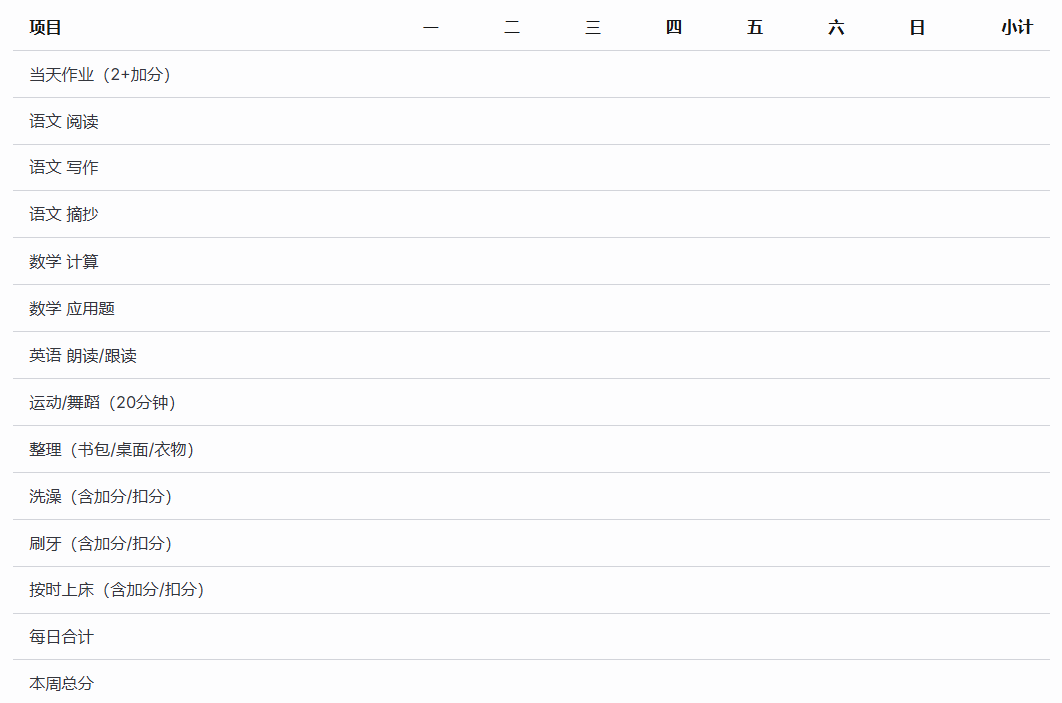 项目 一 二 三 四 五 六 日 小计
当天作业（2+加分）
语文 阅读
语文 写作
语文 摘抄
数学 计算
数学 应用题
英语 朗读/跟读
运动/舞蹈（20分钟）
整理（书包/桌面/衣物）
洗澡（含加分/扣分）
刷牙（含加分/扣分）
按时上床（含加分/扣分）
每日合计
本周总分